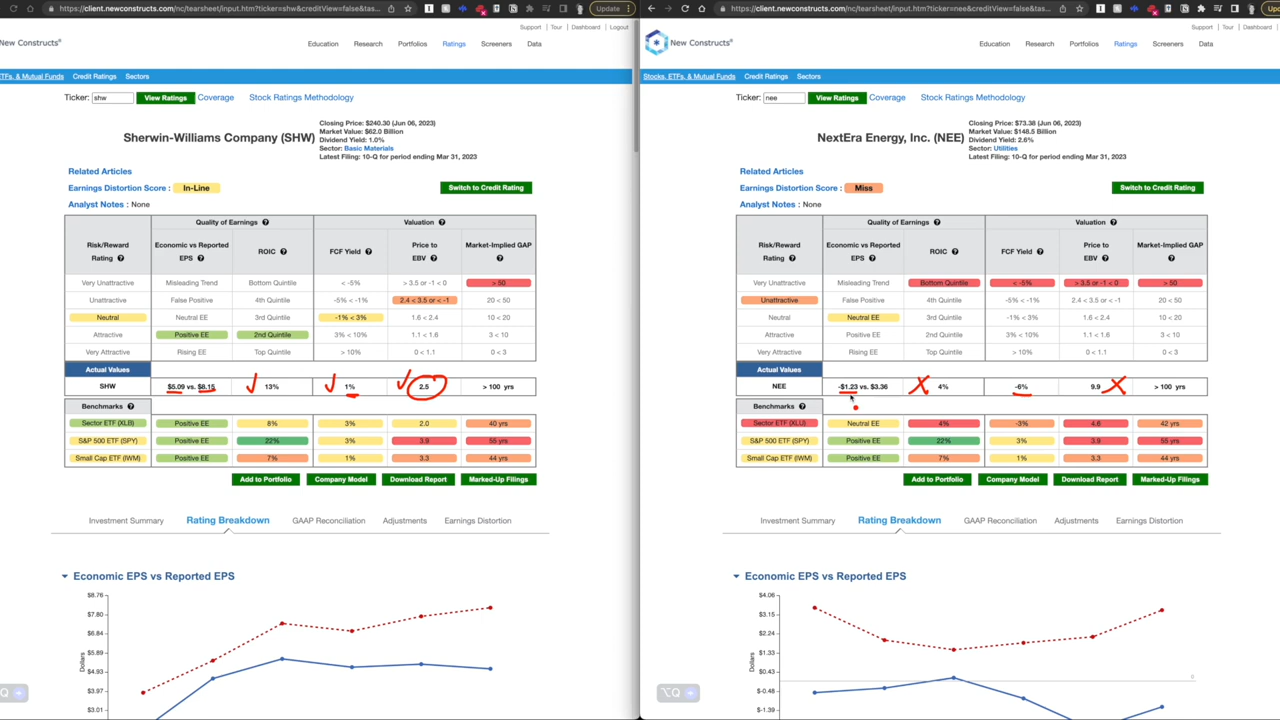 client.newconstructs.com/nc/tearsheet/input.htm?ticker=shw&creditView=false&tas...
Update
Support Tour Dashboard Logout
New Constructs®
Education Research Portfolios Ratings Screeners Data
ETFs, & Mutual Funds Credit Ratings Sectors
Ticker: shw View Ratings Coverage Stock Ratings Methodology
Sherwin-Williams Company (SHW)
Closing Price: $240.30 (Jun 06, 2023)
Market Value: $62.0 Billion
Dividend Yield: 1.0%
Sector: Basic Materials
Latest Filing: 10-Q for period ending Mar 31, 2023
Related Articles
Earnings Distortion Score : In-Line
Switch to Credit Rating
Analyst Notes : None
Quality of Earnings Valuation
Risk/Reward Rating Economic vs Reported EPS ROIC FCF Yield Price to EBV Market-Implied GAP
Very Unattractive Misleading Trend Bottom Quintile < -5% > 3.5 or -1 < 0 > 50
Unattractive False Positive 4th Quintile -5% < -1% 2.4 < 3.5 or < -1 20 < 50
Neutral Neutral EE 3rd Quintile -1% < 3% 1.6 < 2.4 10 < 20
Attractive Positive EE 2nd Quintile 3% < 10% 1.1 < 1.6 3 < 10
Very Attractive Rising EE Top Quintile > 10% 0 < 1.1 0 < 3
Actual Values
SHW $5.09 vs. $8.15 13% 1% 2.5 > 100 yrs
Benchmarks
Sector ETF (XLB) Positive EE 8% 3% 2.0 40 yrs
S&P 500 ETF (SPY) Positive EE 22% 3% 3.9 55 yrs
Small Cap ETF (IWM) Positive EE 7% 1% 3.3 44 yrs
Add to Portfolio Company Model Download Report Marked-Up Filings
Investment Summary Rating Breakdown GAAP Reconciliation Adjustments Earnings Distortion
Economic EPS vs Reported EPS
$8.76
$7.80
$6.84
$5.89
$4.93
$3.97
$3.01
Dollars
Q
https://client.newconstructs.com/nc/tearsheet/input.htm?ticker=nee&creditView=false&tas...
Support Tour Dashboard
New Constructs®
Education Research Portfolios Ratings Screeners Data
Stocks, ETFs, & Mutual Funds Credit Ratings Sectors
Ticker: nee View Ratings Coverage Stock Ratings Methodology
NextEra Energy, Inc. (NEE)
Closing Price: $73.38 (Jun 06, 2023)
Market Value: $148.5 Billion
Dividend Yield: 2.6%
Sector: Utilities
Latest Filing: 10-Q for period ending Mar 31, 2023
Related Articles
Earnings Distortion Score : Miss
Switch to Credit Rating
Analyst Notes : None
Quality of Earnings Valuation
Risk/Reward Rating Economic vs Reported EPS ROIC FCF Yield Price to EBV Market-Implied GAP
Very Unattractive Misleading Trend Bottom Quintile < -5% > 3.5 or -1 < 0 > 50
Unattractive False Positive 4th Quintile -5% < -1% 2.4 < 3.5 or < -1 20 < 50
Neutral Neutral EE 3rd Quintile -1% < 3% 1.6 < 2.4 10 < 20
Attractive Positive EE 2nd Quintile 3% < 10% 1.1 < 1.6 3 < 10
Very Attractive Rising EE Top Quintile > 10% 0 < 1.1 0 < 3
Actual Values
NEE -$1.23 vs. $3.36 4% -6% 9.9 > 100 yrs
Benchmarks
Sector ETF (XLU) Neutral EE 4% -3% 4.6 42 yrs
S&P 500 ETF (SPY) Positive EE 22% 3% 3.9 55 yrs
Small Cap ETF (IWM) Positive EE 7% 1% 3.3 44 yrs
Add to Portfolio Company Model Download Report Marked-Up Filings
Investment Summary Rating Breakdown GAAP Reconciliation Adjustments Earnings Distortion
Economic EPS vs Reported EPS
$4.06
$3.15
$2.24
$1.33
$0.43
$-0.48
$-1.39
Dollars
0
⌥Q